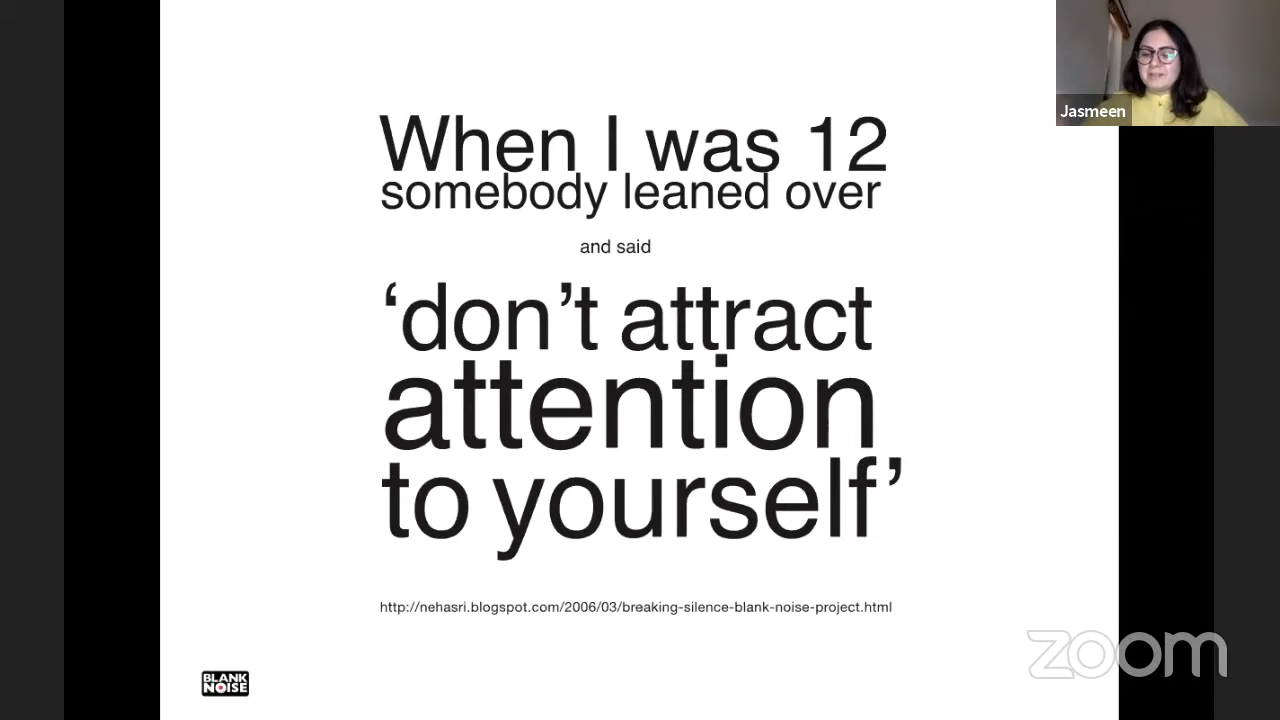 Jasmeen
When I was 12
somebody leaned over
and said
‘don’t attract
attention
to yourself’
http://nehasri.blogspot.com/2006/03/breaking-silence-blank-noise-project.html
BLANK
NOISE
zoom